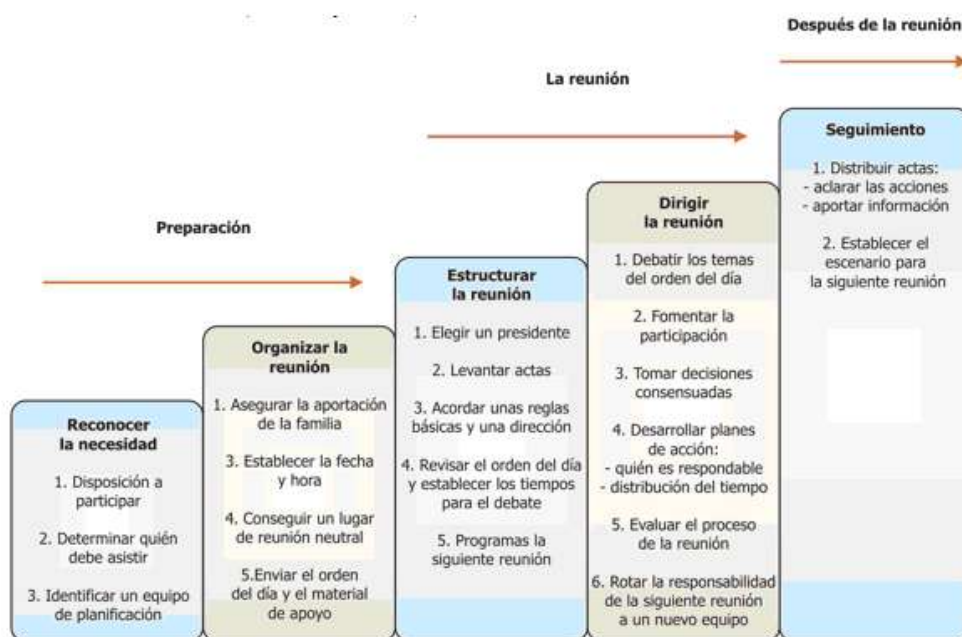 Después de la reunión
La reunión
Preparación
Reconocer
la necesidad
1. Disposición a
participar
2. Determinar quién
debe asistir
3. Identificar un equipo
de planificación
Organizar la
reunión
1. Asegurar la aportación
de la familia
3. Establecer la fecha
y hora
4. Conseguir un lugar
de reunión neutral
5.Enviar el orden
del día y el material
de apoyo
Estructurar
la reunión
1. Elegir un presidente
2. Levantar actas
3. Acordar unas reglas
básicas y una dirección
4. Revisar el orden del día
y establecer los tiempos
para el debate
5. Programas la
siguiente reunión
Dirigir
la reunión
1. Debatir los temas
del orden del día
2. Fomentar la
participación
3. Tomar decisiones
consensuadas
4. Desarrollar planes
de acción:
- quién es respondable
- distribución del tiempo
5. Evaluar el proceso
de la reunión
6. Rotar la responsabilidad
de la siguiente reunión
a un nuevo equipo
Seguimiento
1. Distribuir actas:
- aclarar las acciones
- aportar información
2. Establecer el
escenario para
la siguiente reunión